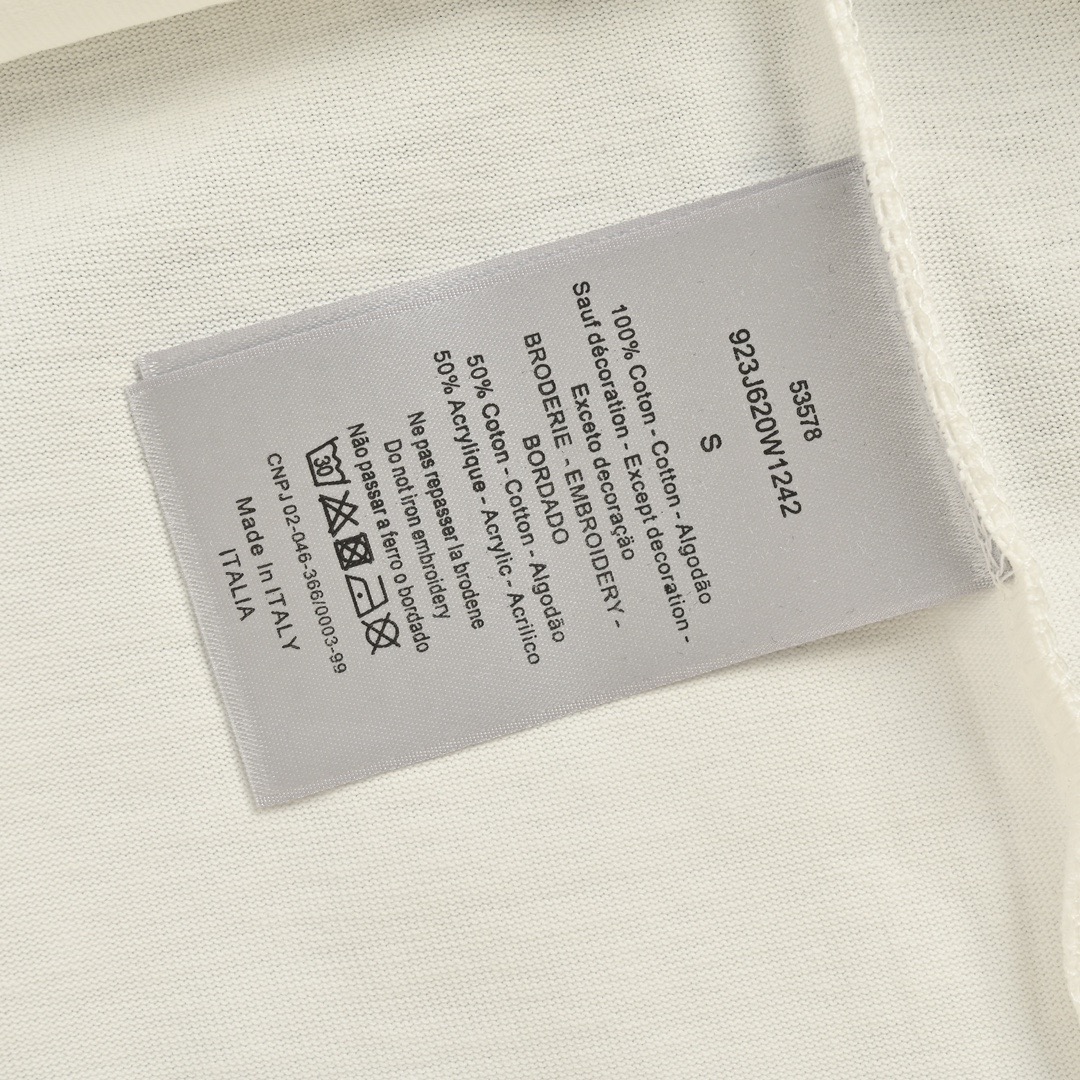 53578
923J620W1242
S
100% Coton - Cotton - Algodão
Sauf décoration - Except decoration -
Exceto decoração
BRODERIE - EMBROIDERY -
BORDADO
50% Coton - Cotton - Algodão
50% Acrylique - Acrylic - Acrilico
Ne pas repasser la brodene
Do not iron embroidery
Não passar a ferro o bordado
30
CNPJ 02-046-366/0003-99
Made In ITALY
ITALIA